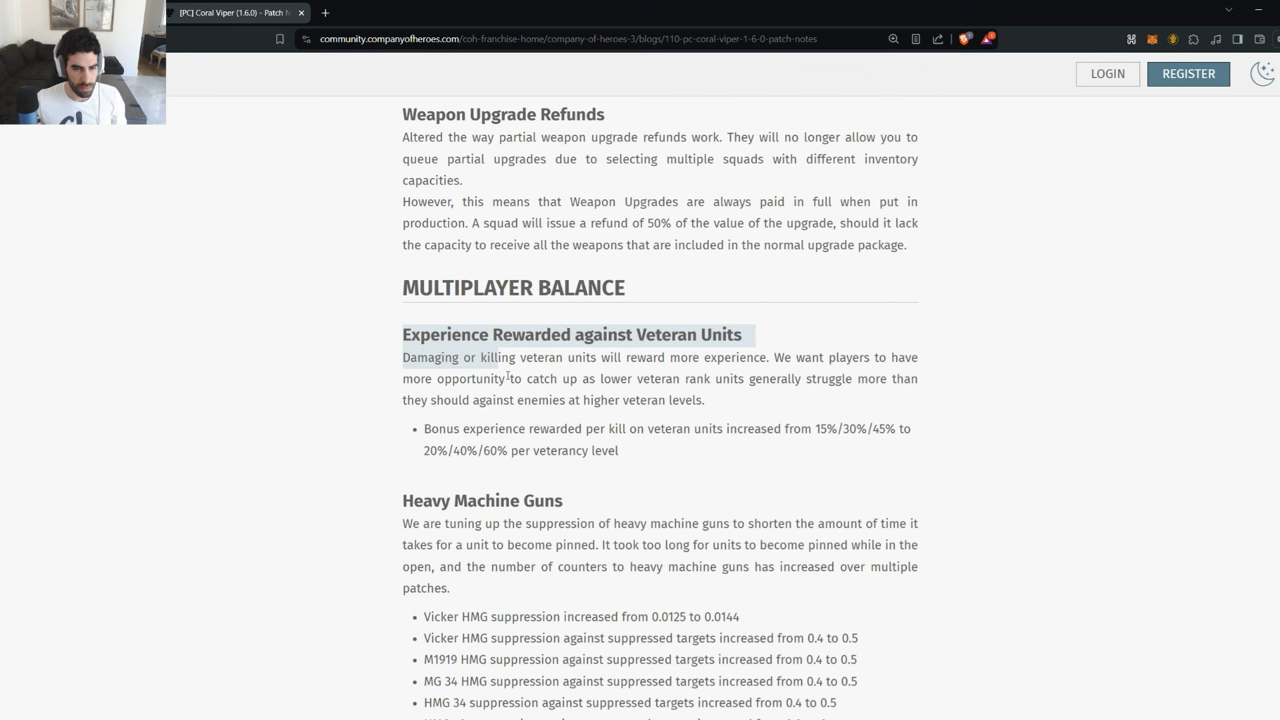 [PC] Coral Viper (1.6.0) - Patch N
community.companyofheroes.com/coh-franchise-home/company-of-heroes-3/blogs/110-pc-coral-viper-1-6-0-patch-notes
LOGIN
REGISTER
Weapon Upgrade Refunds
Altered the way partial weapon upgrade refunds work. They will no longer allow you to
queue partial upgrades due to selecting multiple squads with different inventory
capacities.
However, this means that Weapon Upgrades are always paid in full when put in
production. A squad will issue a refund of 50% of the value of the upgrade, should it lack
the capacity to receive all the weapons that are included in the normal upgrade package.
MULTIPLAYER BALANCE
Experience Rewarded against Veteran Units
Damaging or killing veteran units will reward more experience. We want players to have
more opportunity to catch up as lower veteran rank units generally struggle more than
they should against enemies at higher veteran levels.
• Bonus experience rewarded per kill on veteran units increased from 15%/30%/45% to
20%/40%/60% per veterancy level
Heavy Machine Guns
We are tuning up the suppression of heavy machine guns to shorten the amount of time it
takes for a unit to become pinned. It took too long for units to become pinned while in the
open, and the number of counters to heavy machine guns has increased over multiple
patches.
• Vicker HMG suppression increased from 0.0125 to 0.0144
• Vicker HMG suppression against suppressed targets increased from 0.4 to 0.5
• M1919 HMG suppression against suppressed targets increased from 0.4 to 0.5
• MG 34 HMG suppression against suppressed targets increased from 0.4 to 0.5
• HMG 34 suppression against suppressed targets increased from 0.4 to 0.5